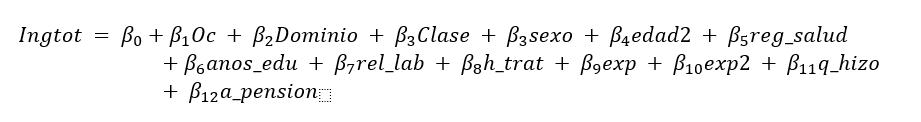 Ingtot = β₀ + β₁Oc + β₂Dominio + β₃Clase + β₃sexo + β₄edad2 + β₅reg_salud
+ β₆anos_edu + β₇rel_lab + β₈h_trat + β₉exp + β₁₀exp2 + β₁₁q_hizo
+ β₁₂a_pension